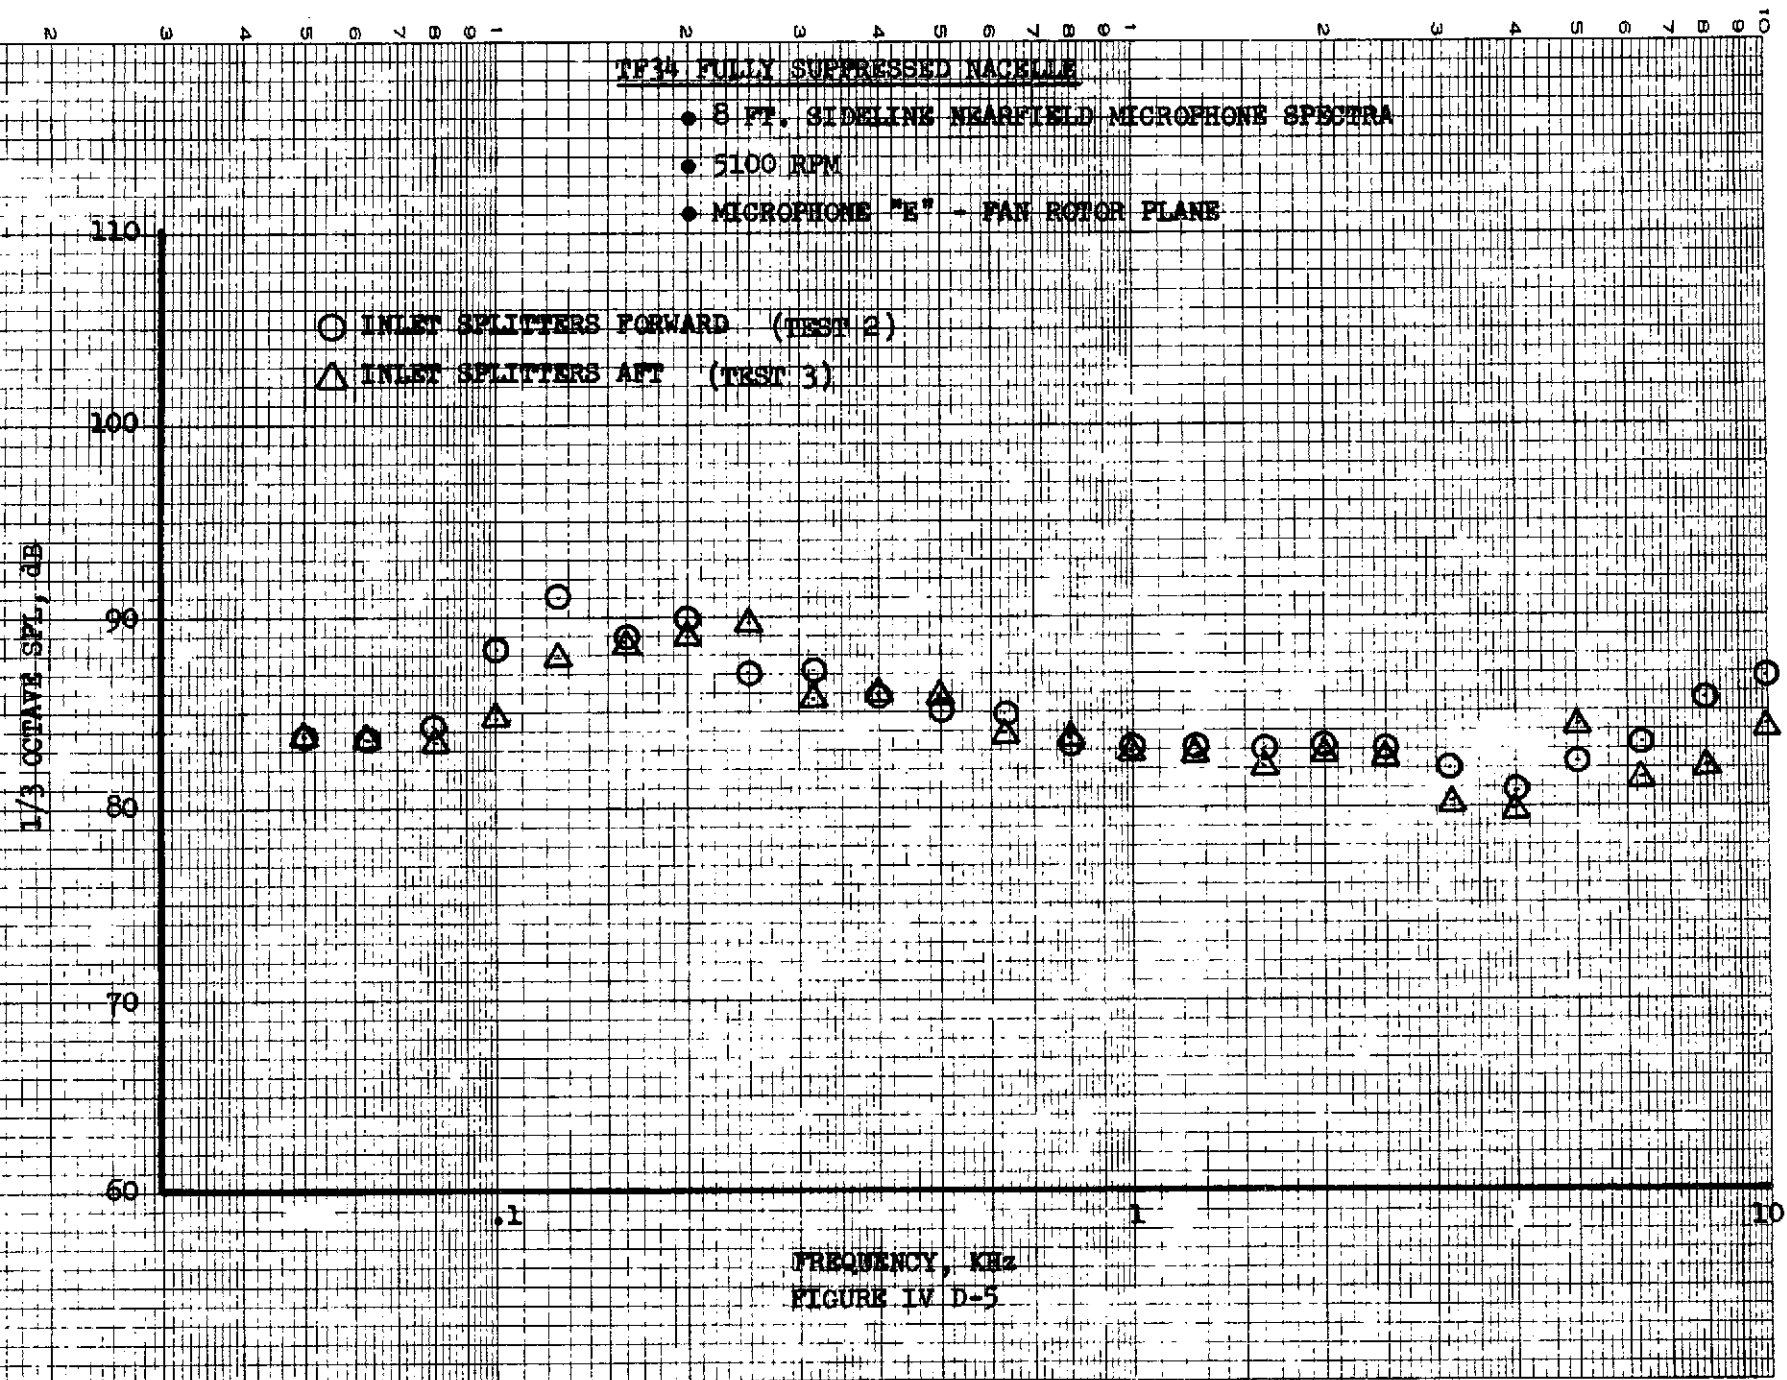 2 3 4 5 6 7 8 9 1 2 3 4 5 6 7 8 9 1 2 3 4 5 6 7 8 9 10
TF34 FULLY SUPPRESSED NACELLE
● 8 FT. SIDELINE NEARFIELD MICROPHONE SPECTRA
● 5100 RPM
● MICROPHONE "E" - FAN ROTOR PLANE
110
○ INLET SPLITTERS FORWARD (TEST 2)
△ INLET SPLITTERS AFT (TEST 3)
100
90
80
70
60
1/3 OCTAVE SPL, dB
.1 1 10
FREQUENCY, KHz
FIGURE IV D-5